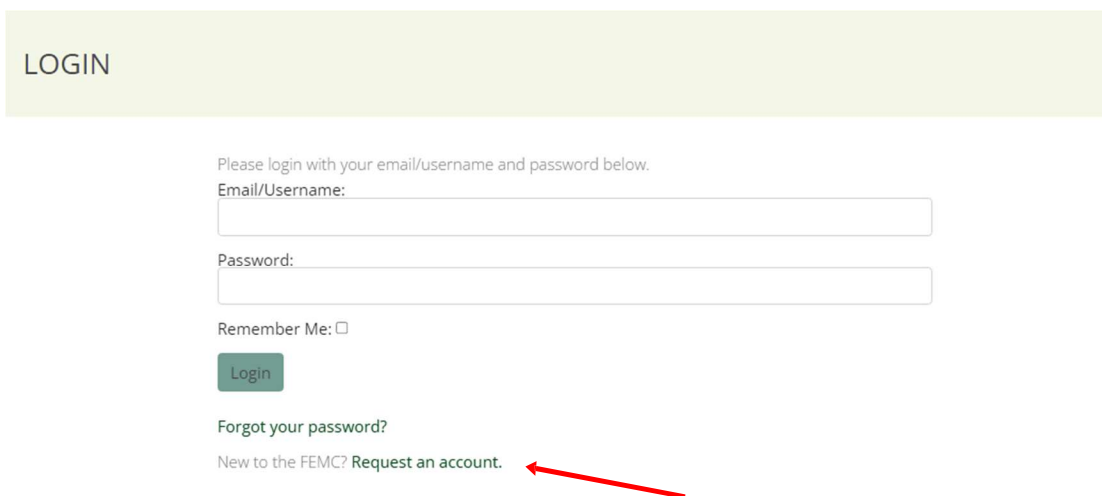 LOGIN
Please login with your email/username and password below.
Email/Username:
Password:
Remember Me:
Login
Forgot your password?
New to the FEMC? Request an account.